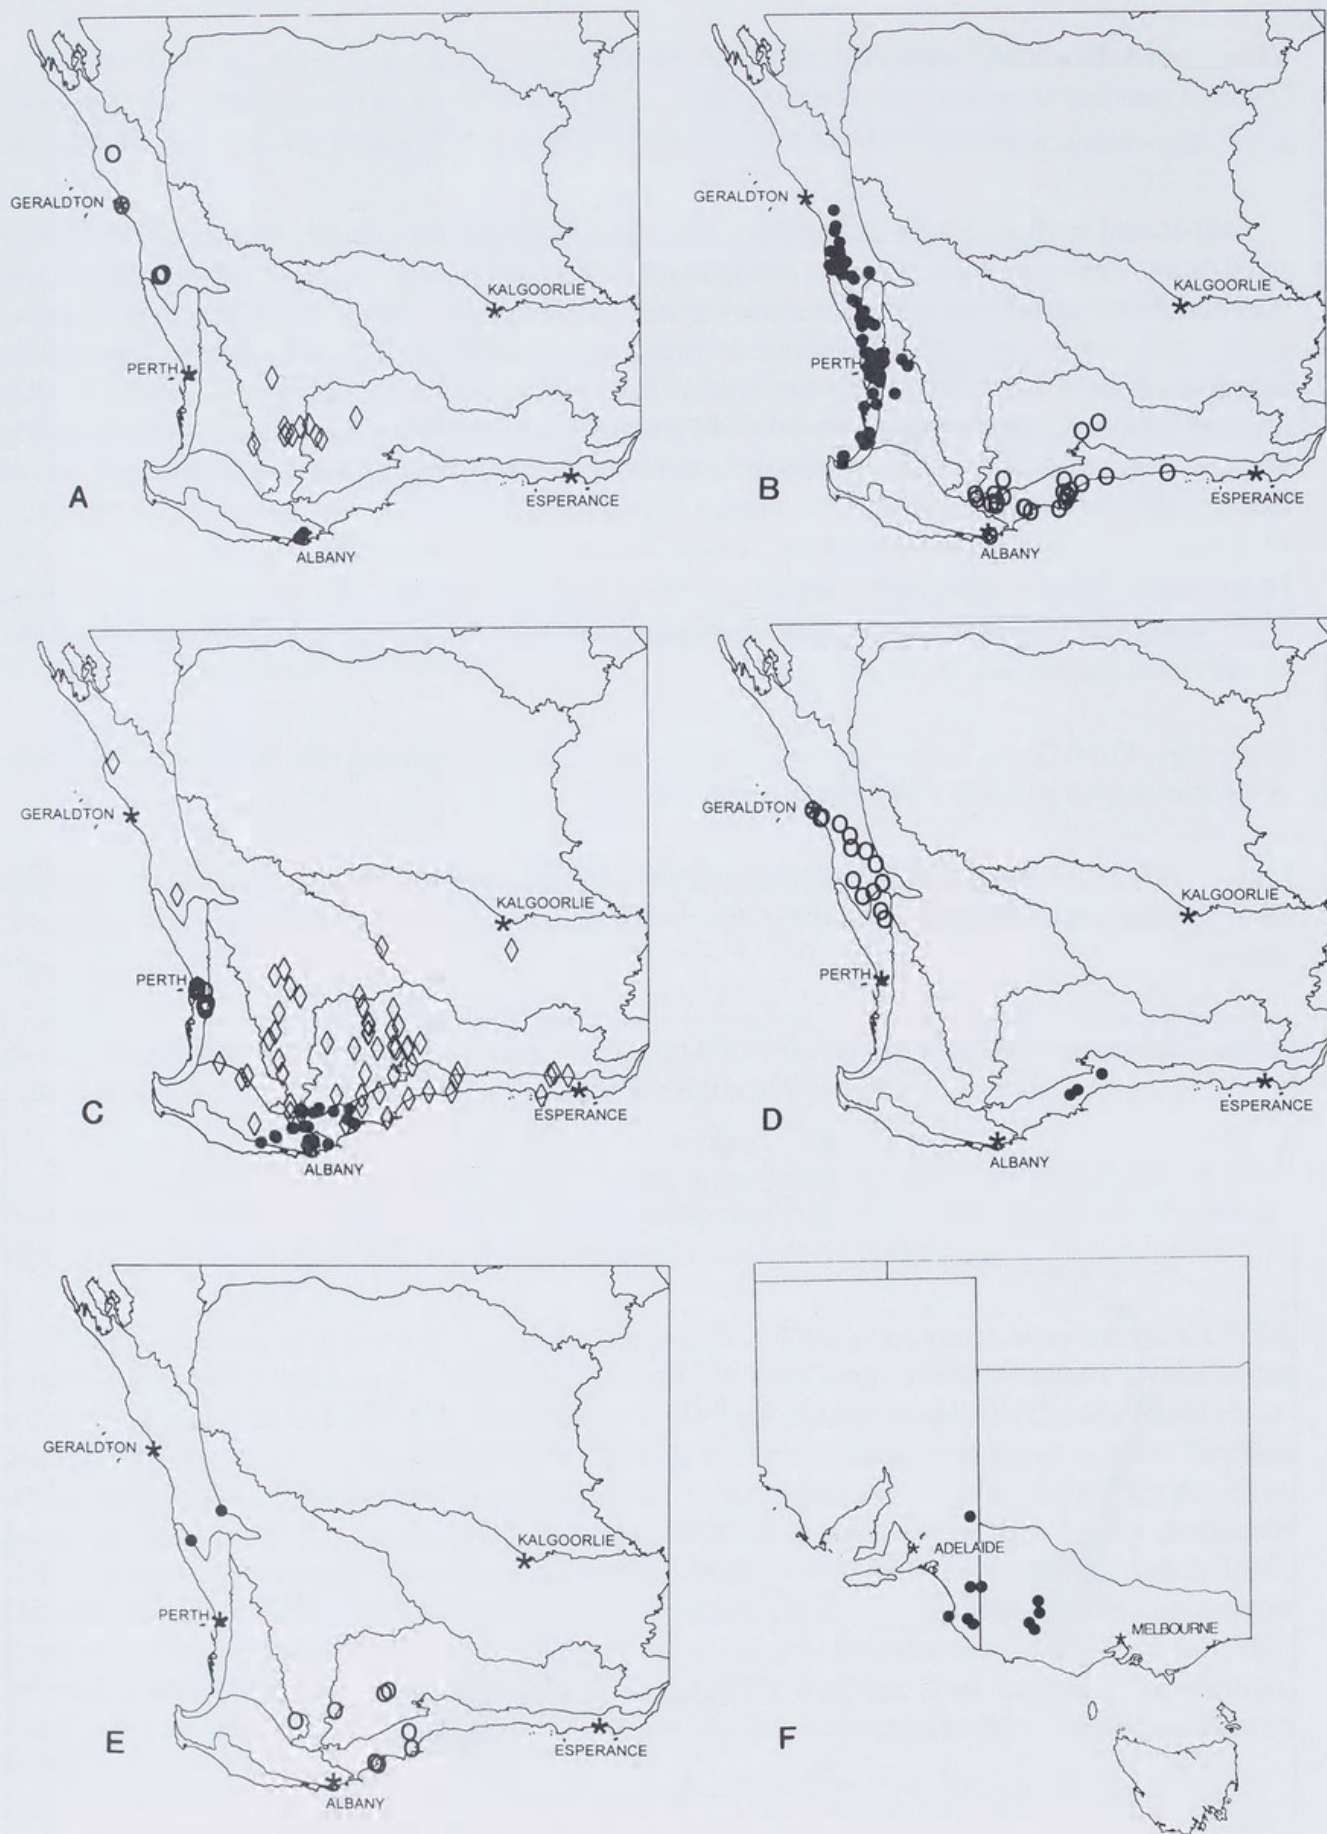 GERALDTON
KALGOORLIE
PERTH
ESPERANCE
ALBANY
A
GERALDTON
KALGOORLIE
PERTH
ESPERANCE
ALBANY
B
GERALDTON
KALGOORLIE
PERTH
ESPERANCE
ALBANY
C
GERALDTON
KALGOORLIE
PERTH
ESPERANCE
ALBANY
D
GERALDTON
KALGOORLIE
PERTH
ESPERANCE
ALBANY
E
ADELAIDE
MELBOURNE
F